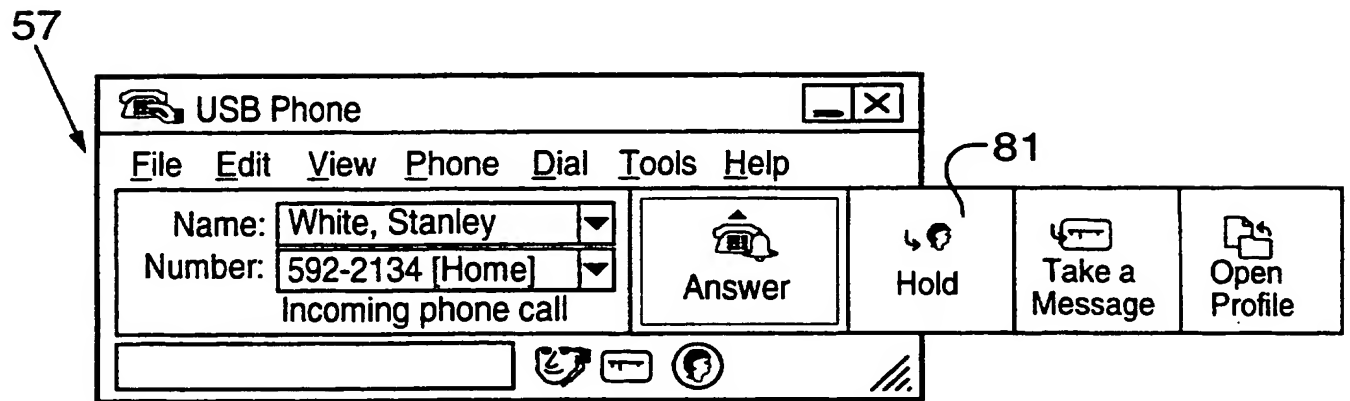 57
USB Phone
File Edit View Phone Dial Tools Help
81
Name: White, Stanley
Number: 592-2134 [Home]
Incoming phone call
Answer
Hold
Take a
Message
Open
Profile